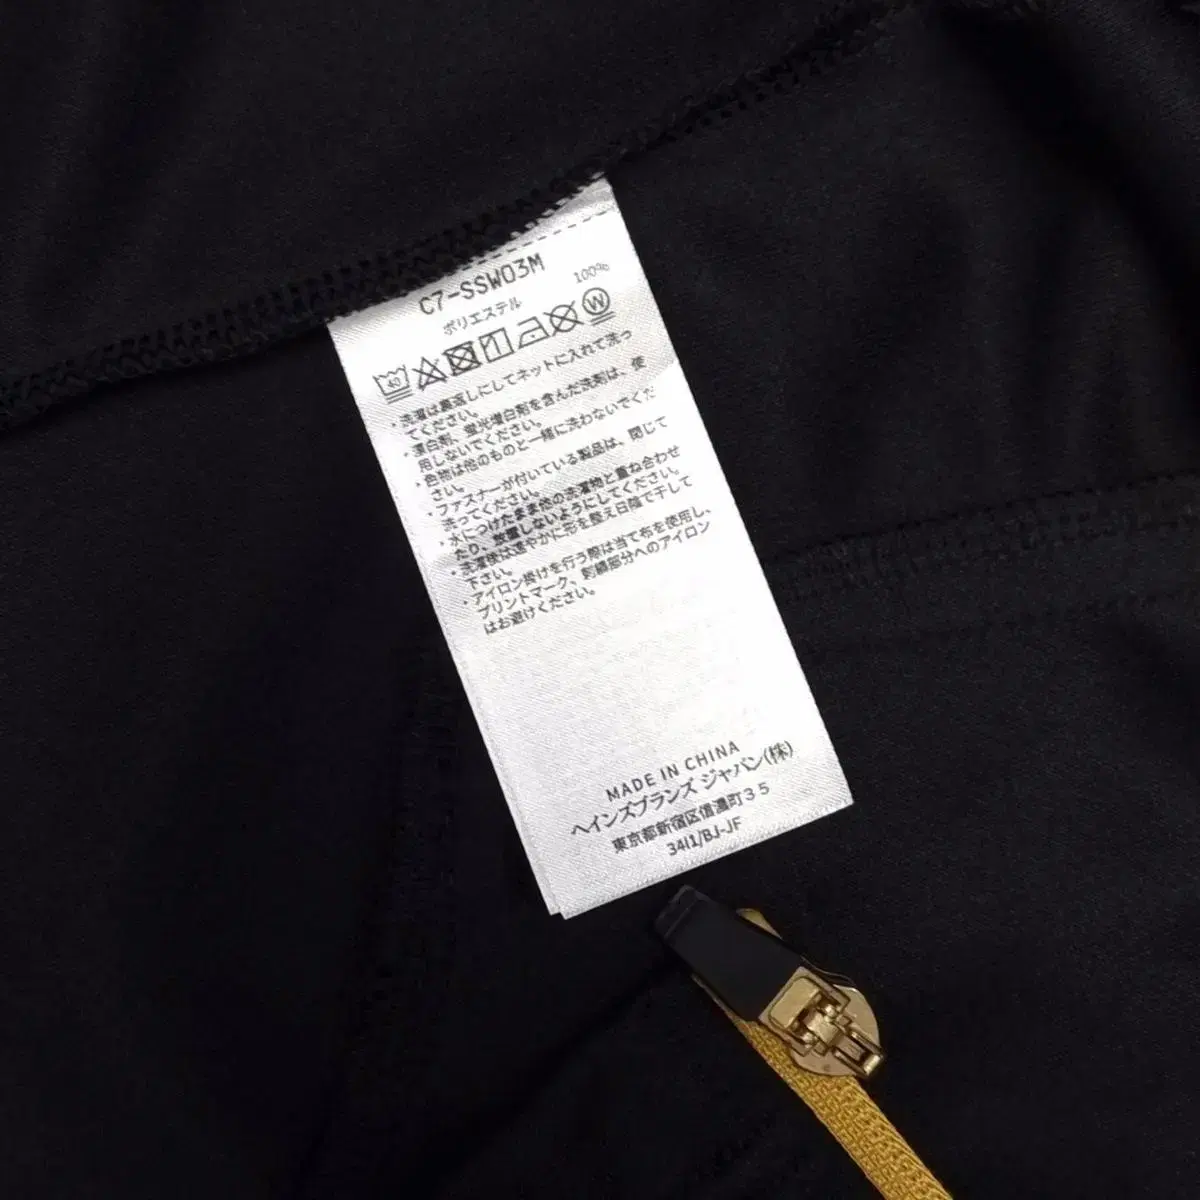 C7-SSW03M
ポリエステル 100%
40
W
・洗濯は裏返しにしてネットに入れて洗っ
てください。
・漂白剤、蛍光増白剤を含んだ洗剤は、使
用しないでください。
・色物は他のものと一緒に洗わないでくだ
さい。
・ファスナーが付いている製品は、閉じて
洗ってください。
・水につけたまま他の洗濯物と重ね合わせ
たり、放置しないようにしてください。
・洗濯後は速やかに形を整え日陰で干して
下さい。
・アイロン掛けを行う際は当て布を使用し、
プリントマーク、刺繍部分へのアイロン
はお避けください。
MADE IN CHINA
ヘインズブランズ ジャパン(株)
東京都新宿区信濃町３５
34I1/BJ-JF